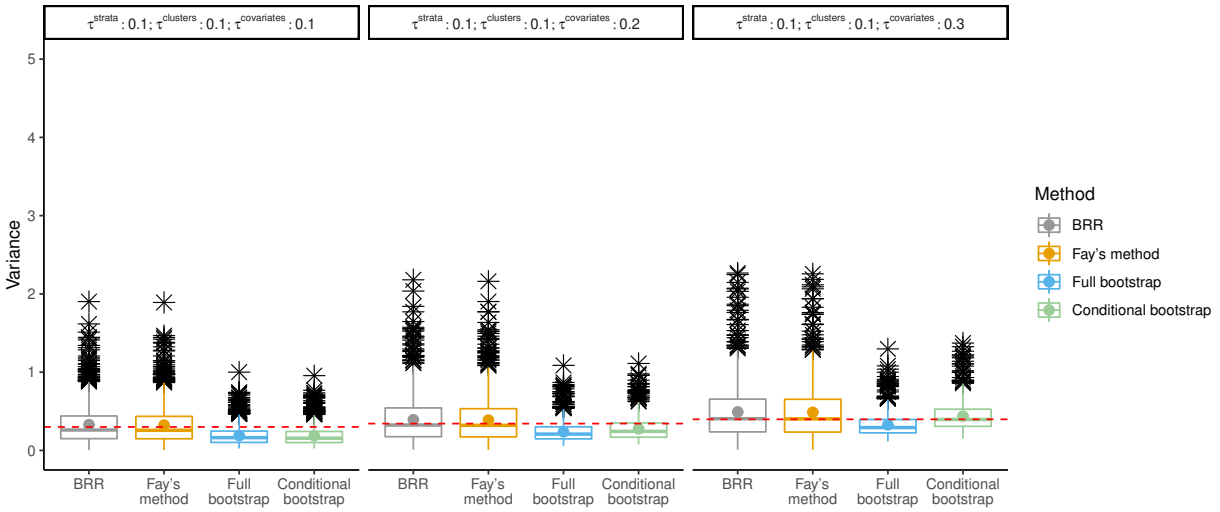 τ^strata : 0.1; τ^clusters : 0.1; τ^covariates : 0.1
τ^strata : 0.1; τ^clusters : 0.1; τ^covariates : 0.2
τ^strata : 0.1; τ^clusters : 0.1; τ^covariates : 0.3
5
4
3
2
1
0
Variance
BRR
Fay's
method
Full
bootstrap
Conditional
bootstrap
BRR
Fay's
method
Full
bootstrap
Conditional
bootstrap
BRR
Fay's
method
Full
bootstrap
Conditional
bootstrap
Method
BRR
Fay's method
Full bootstrap
Conditional bootstrap